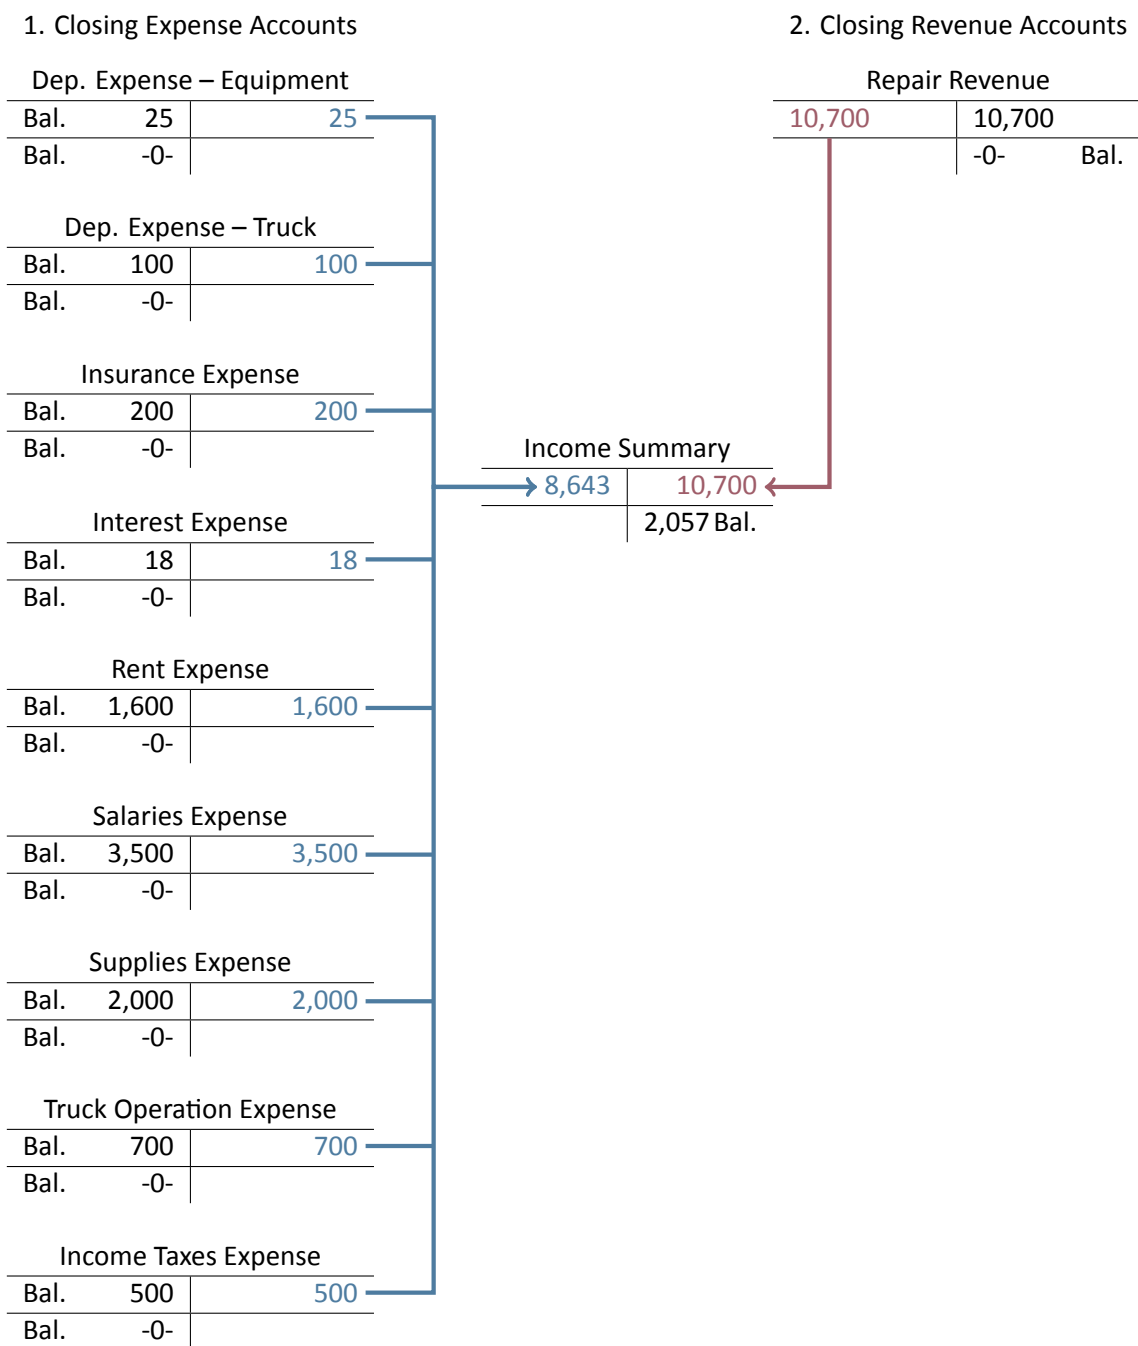 1. Closing Expense Accounts
2. Closing Revenue Accounts
Dep. Expense – Equipment
Bal. 25 25
Bal. -0-
Repair Revenue
10,700 10,700
-0- Bal.
Dep. Expense – Truck
Bal. 100 100
Bal. -0-
Insurance Expense
Bal. 200 200
Bal. -0-
Income Summary
8,643 10,700
2,057 Bal.
Interest Expense
Bal. 18 18
Bal. -0-
Rent Expense
Bal. 1,600 1,600
Bal. -0-
Salaries Expense
Bal. 3,500 3,500
Bal. -0-
Supplies Expense
Bal. 2,000 2,000
Bal. -0-
Truck Operation Expense
Bal. 700 700
Bal. -0-
Income Taxes Expense
Bal. 500 500
Bal. -0-